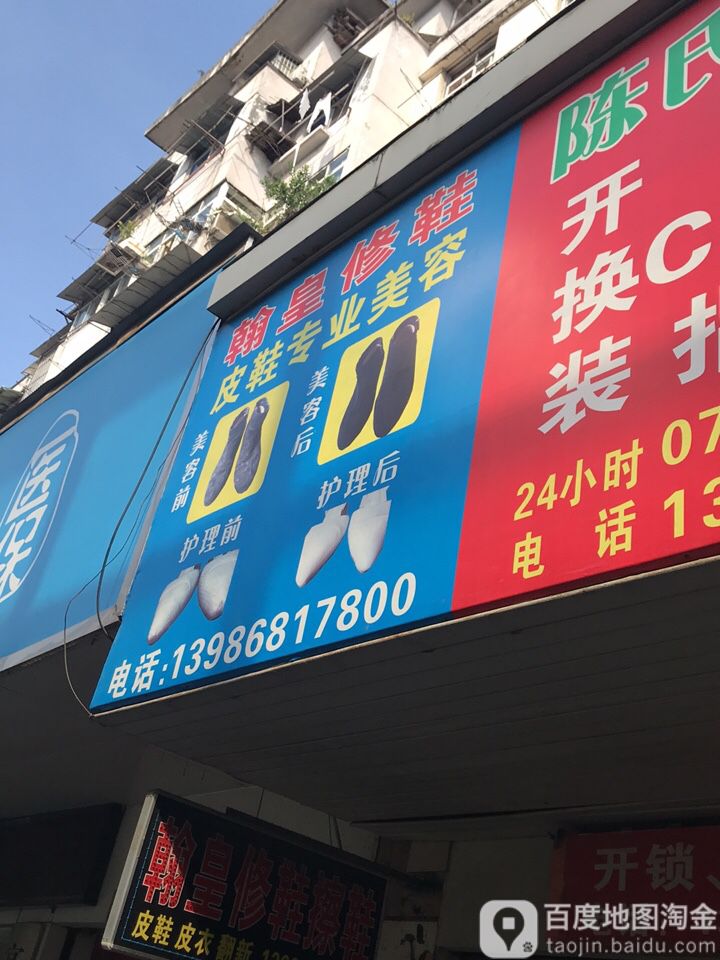 医保
翰皇修鞋
皮鞋专业美容
美容前
美容后
护理前
护理后
电话:13986817800
陈氏
开
换C
装
24小时 07
电 话 13
翰皇修鞋擦鞋
皮鞋 皮衣 翻新 13
开锁
百度地图淘金
taojin.baidu.com